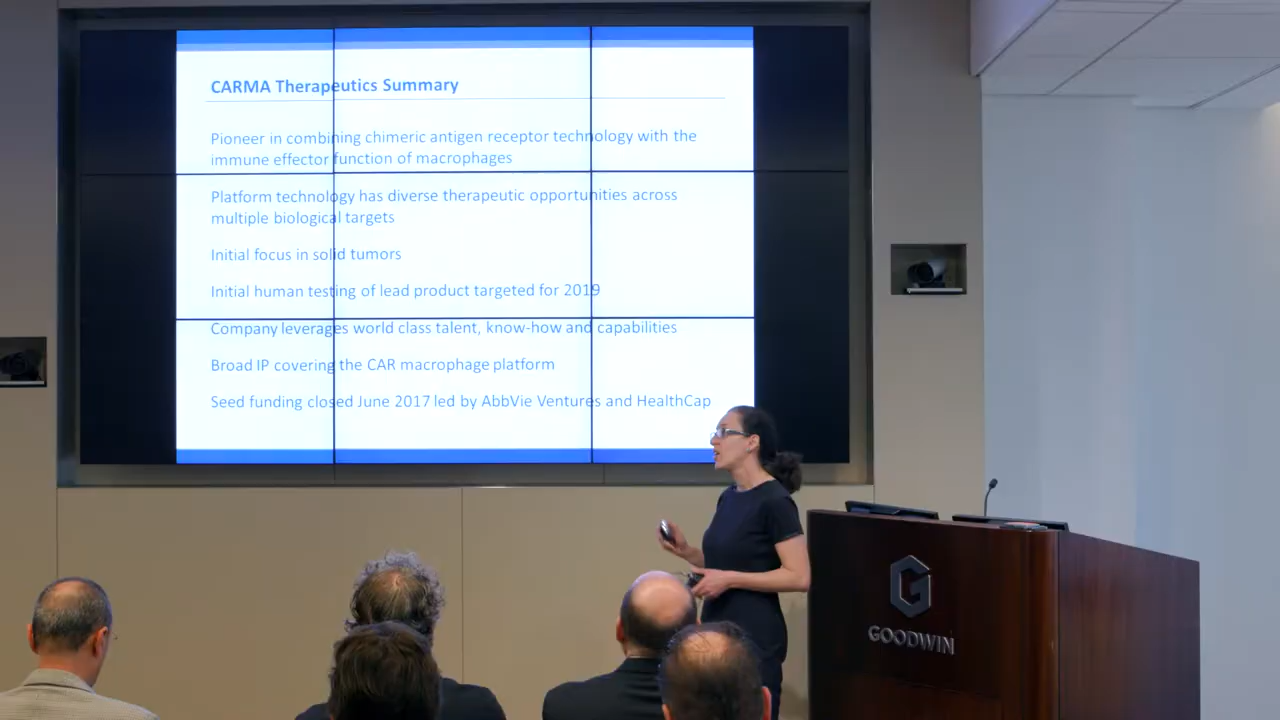 CARMA Therapeutics Summary
Pioneer in combining chimeric antigen receptor technology with the
immune effector function of macrophages
Platform technology has diverse therapeutic opportunities across
multiple biological targets
Initial focus in solid tumors
Initial human testing of lead product targeted for 2019
Company leverages world class talent, know-how and capabilities
Broad IP covering the CAR macrophage platform
Seed funding closed June 2017 led by AbbVie Ventures and HealthCap
GOODWIN